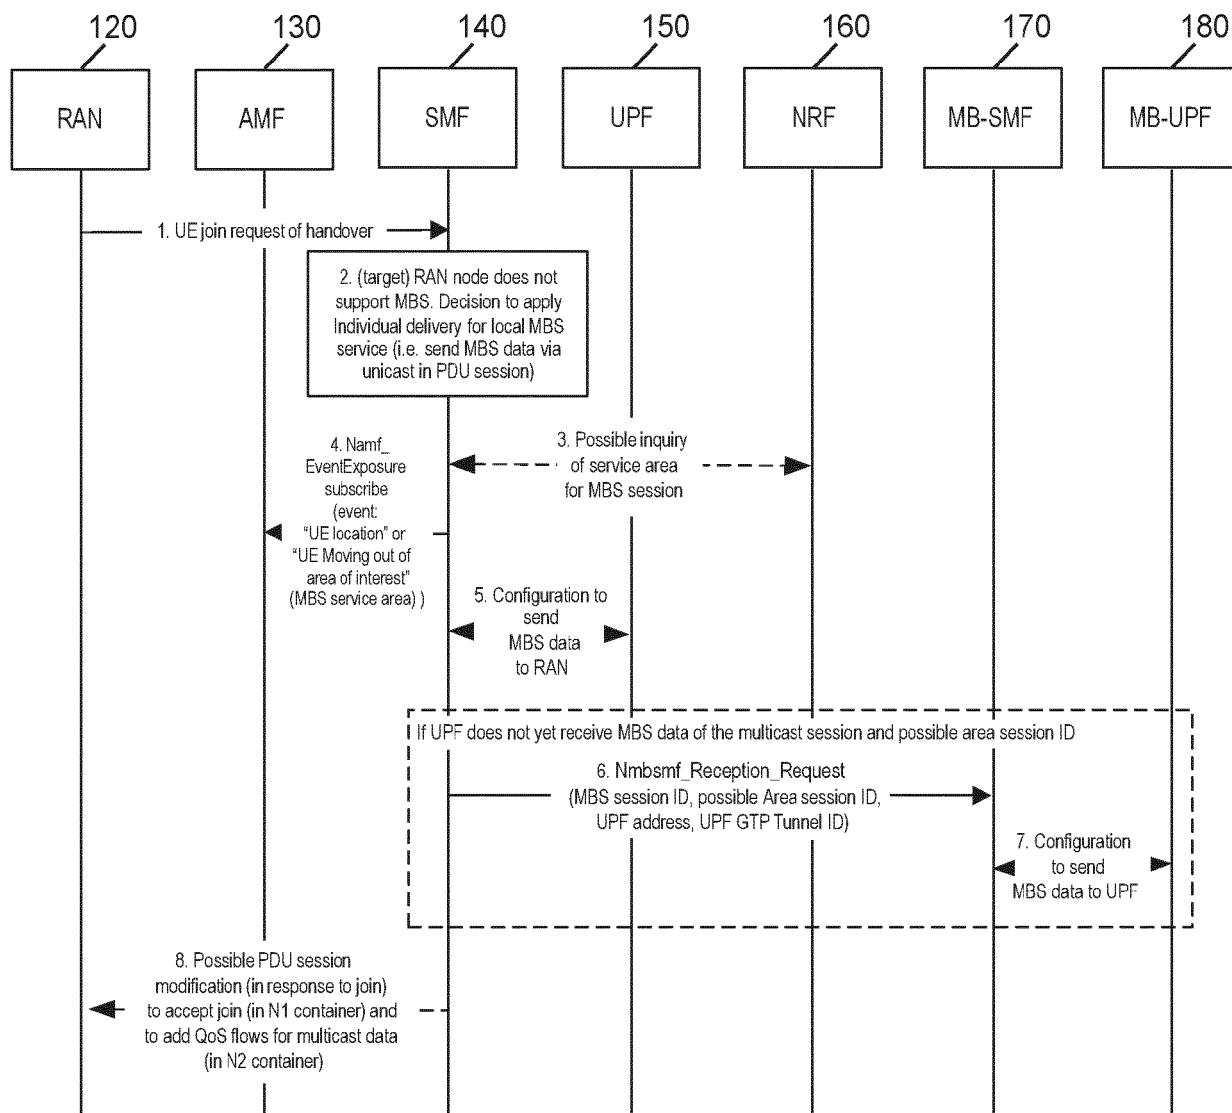 120 130 140 150 160 170 180
RAN AMF SMF UPF NRF MB-SMF MB-UPF
1. UE join request of handover
2. (target) RAN node does not
support MBS. Decision to apply
Individual delivery for local MBS
service (i.e. send MBS data via
unicast in PDU session)
3. Possible inquiry
of service area
for MBS session
4. Namf_
EventExposure
subscribe
(event:
“UE location” or
“UE Moving out of
area of interest”
(MBS service area) )
5. Configuration to
send
MBS data
to RAN
If UPF does not yet receive MBS data of the multicast session and possible area session ID
6. Nmbsmf_Reception_Request
(MBS session ID, possible Area session ID,
UPF address, UPF GTP Tunnel ID)
7. Configuration
to send
MBS data to UPF
8. Possible PDU session
modification (in response to join)
to accept join (in N1 container) and
to add QoS flows for multicast data
(in N2 container)